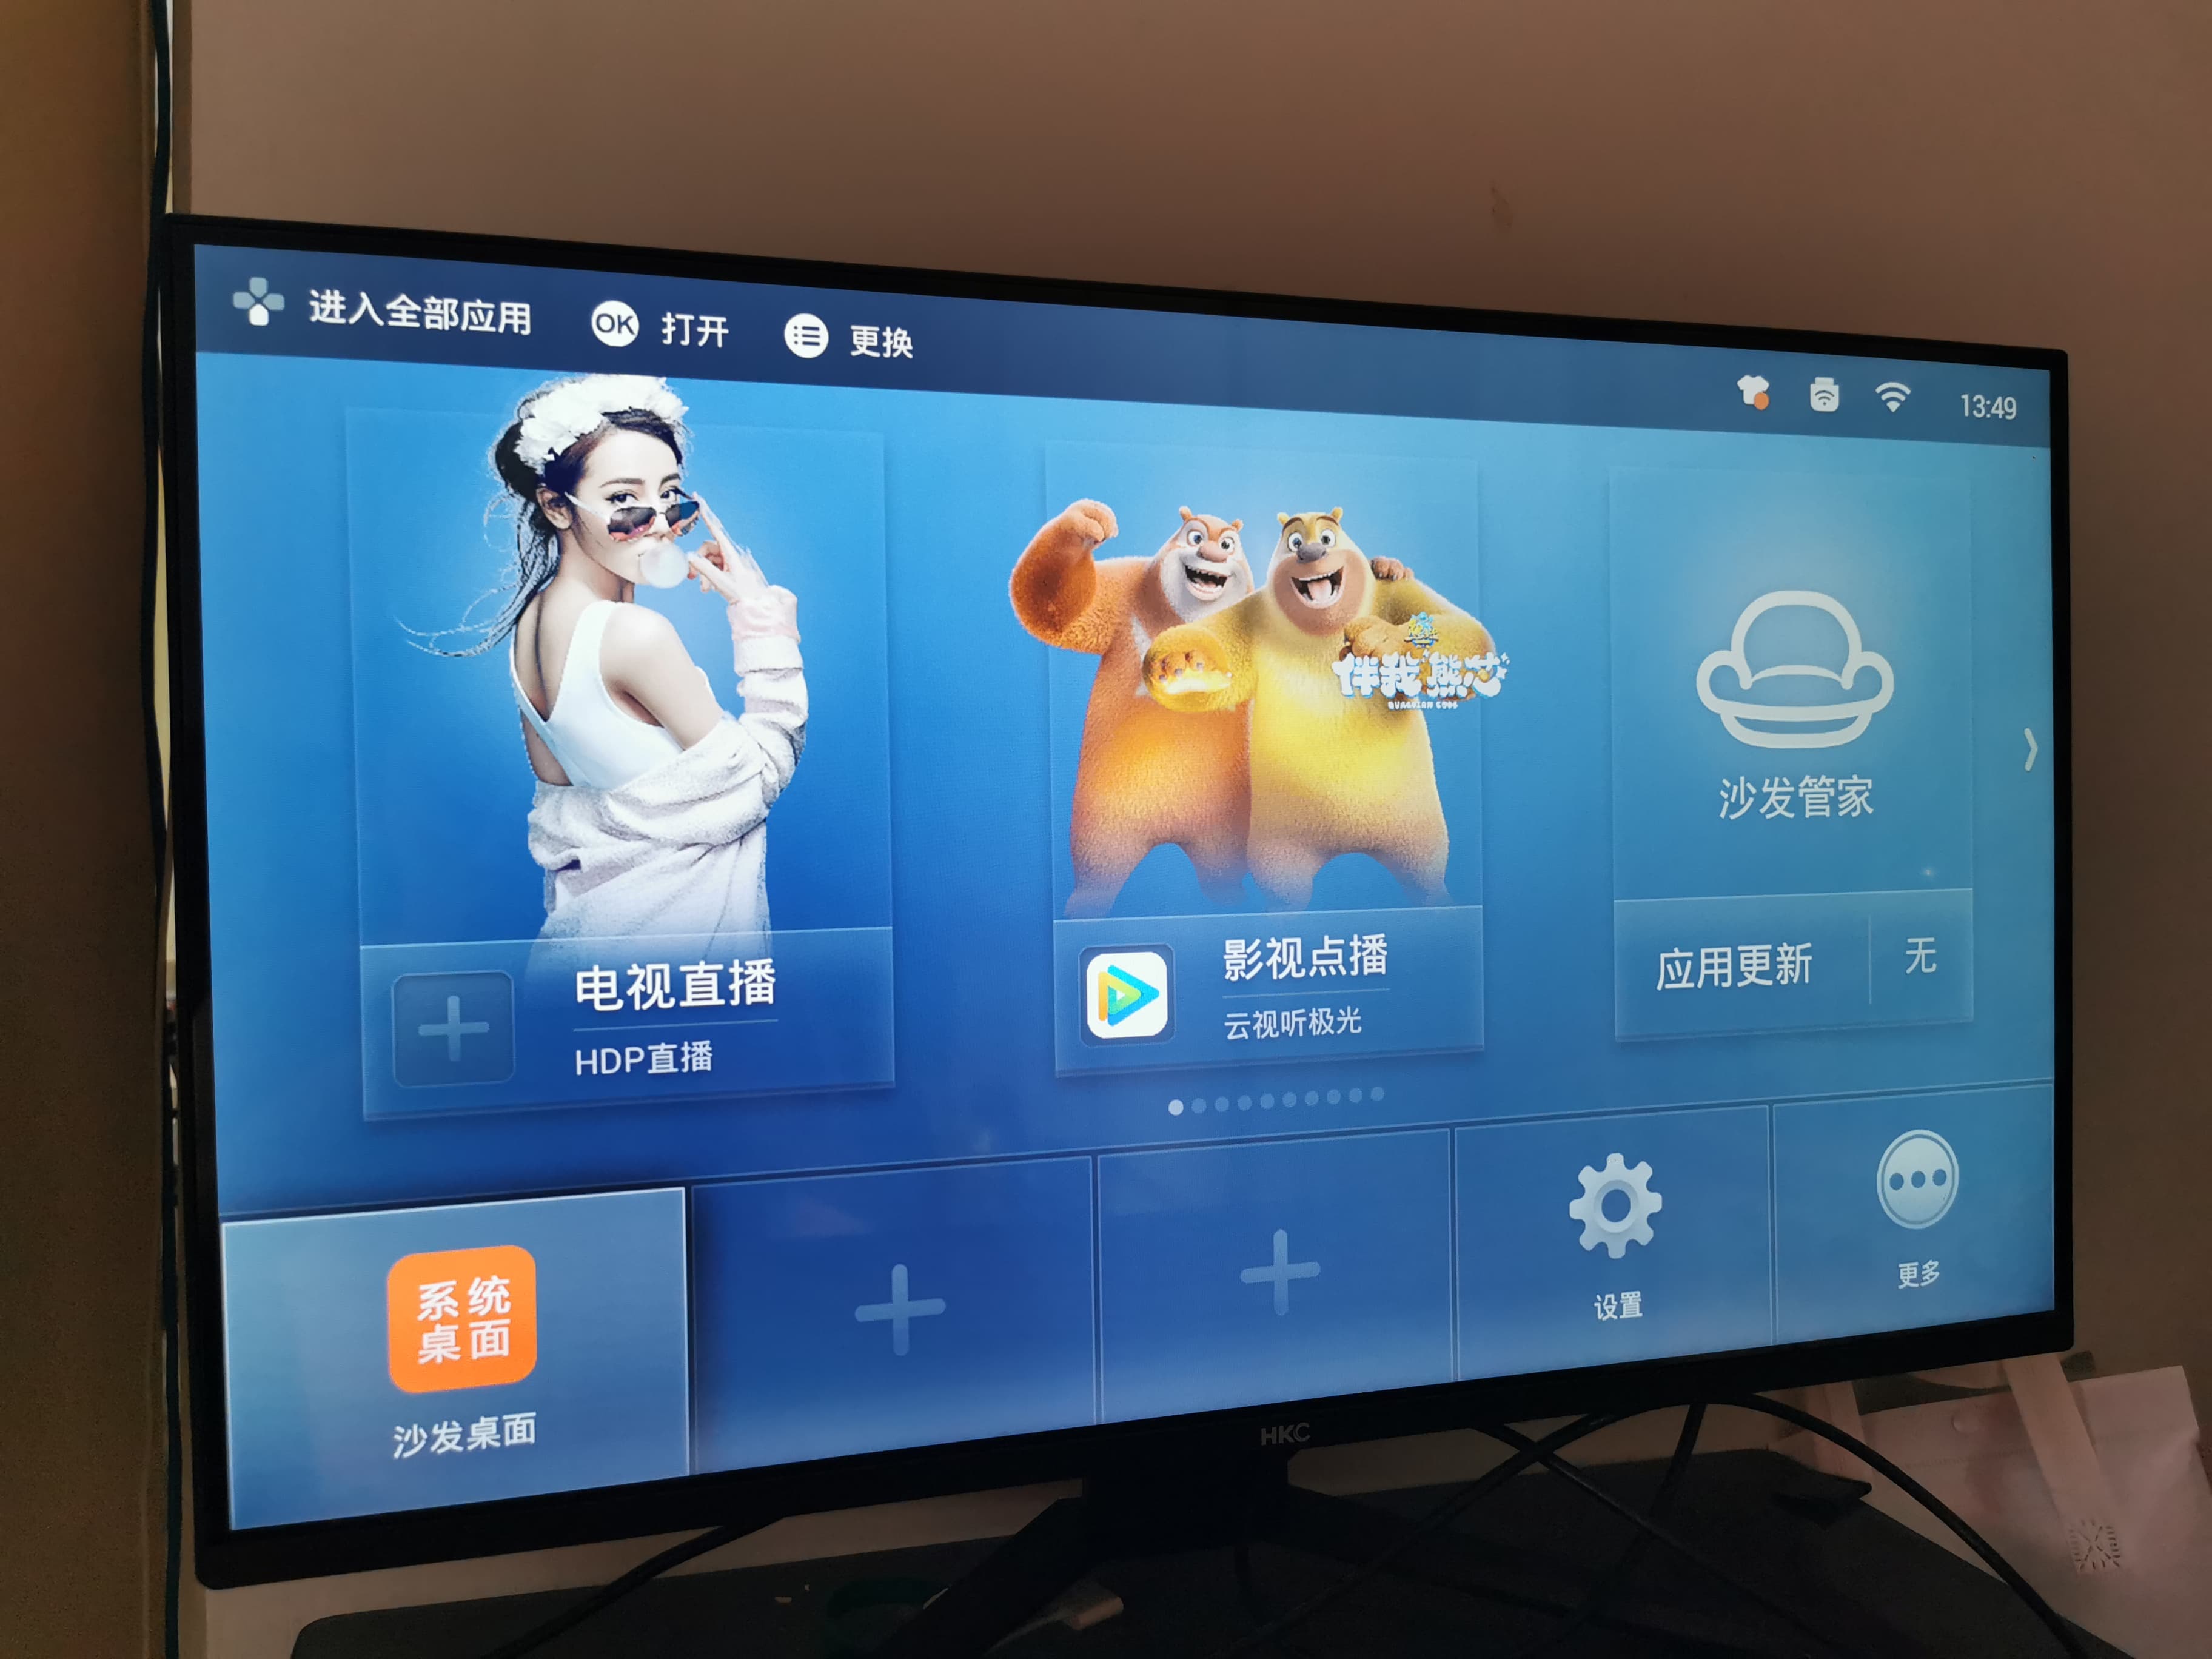 进入全部应用
OK 打开
更换
13:49
伴我"熊芯"
沙发管家
电视直播
HDP直播
影视点播
云视听极光
应用更新
无
系统
桌面
沙发桌面
设置
更多
HKC